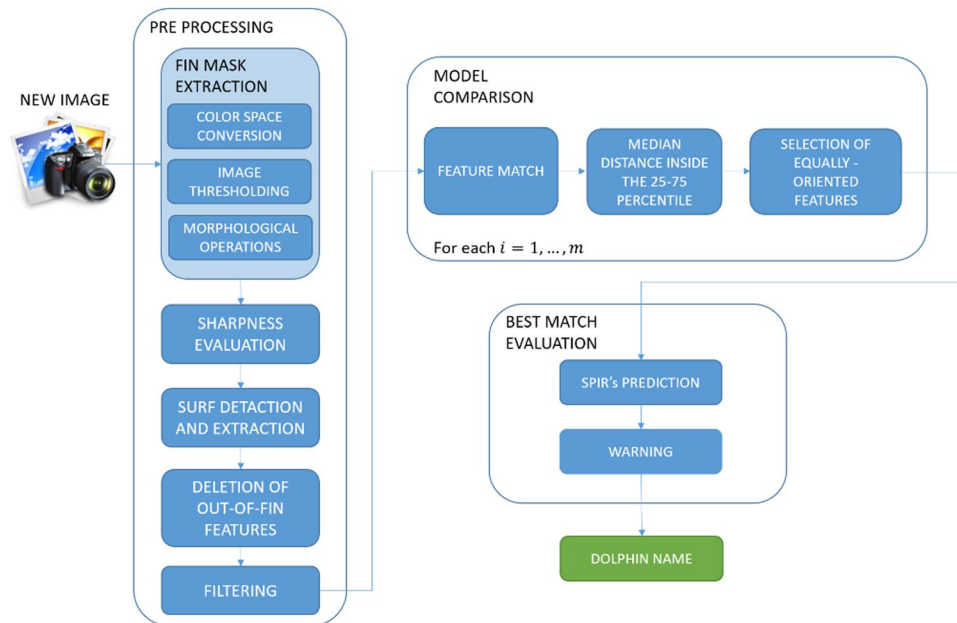 PRE PROCESSING
FIN MASK
EXTRACTION
NEW IMAGE
COLOR SPACE
CONVERSION
IMAGE
THRESHOLDING
MORPHOLOGICAL
OPERATIONS
SHARPNESS
EVALUATION
SURF DETACTION
AND EXTRACTION
DELETION OF
OUT-OF-FIN
FEATURES
FILTERING
MODEL
COMPARISON
FEATURE MATCH
MEDIAN
DISTANCE INSIDE
THE 25-75
PERCENTILE
SELECTION OF
EQUALLY -
ORIENTED
FEATURES
For each i = 1, ..., m
BEST MATCH
EVALUATION
SPIR's PREDICTION
WARNING
DOLPHIN NAME